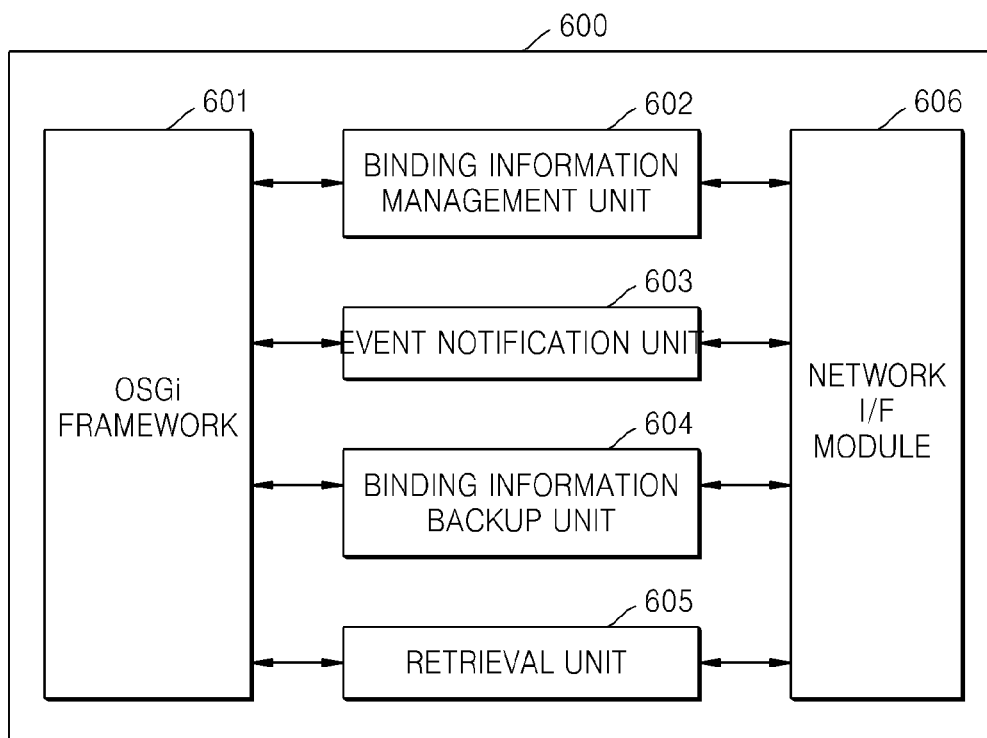 600
601
602
606
BINDING INFORMATION
MANAGEMENT UNIT
603
EVENT NOTIFICATION UNIT
OSGi
FRAMEWORK
NETWORK
I/F
MODULE
604
BINDING INFORMATION
BACKUP UNIT
605
RETRIEVAL UNIT